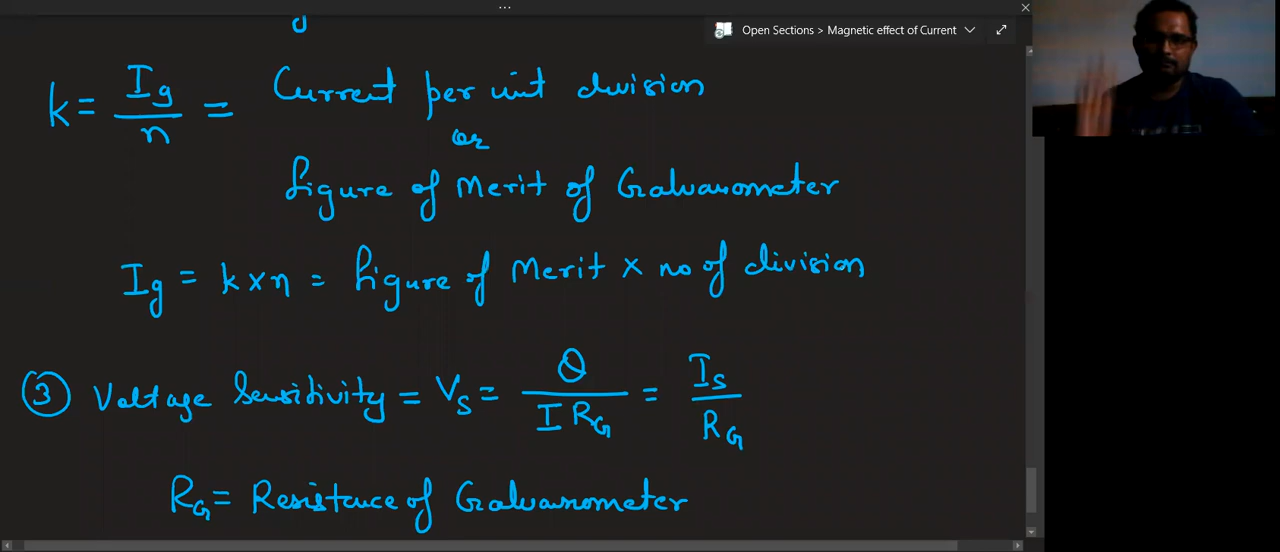 Open Sections > Magnetic effect of Current
k = Ig/n = Current per unit division
or
figure of Merit of Galvanometer
Ig = k × n = figure of Merit × no of division
③ Voltage Sensitivity = Vs = θ/(I RG) = Is/RG
RG = Resistance of Galvanometer